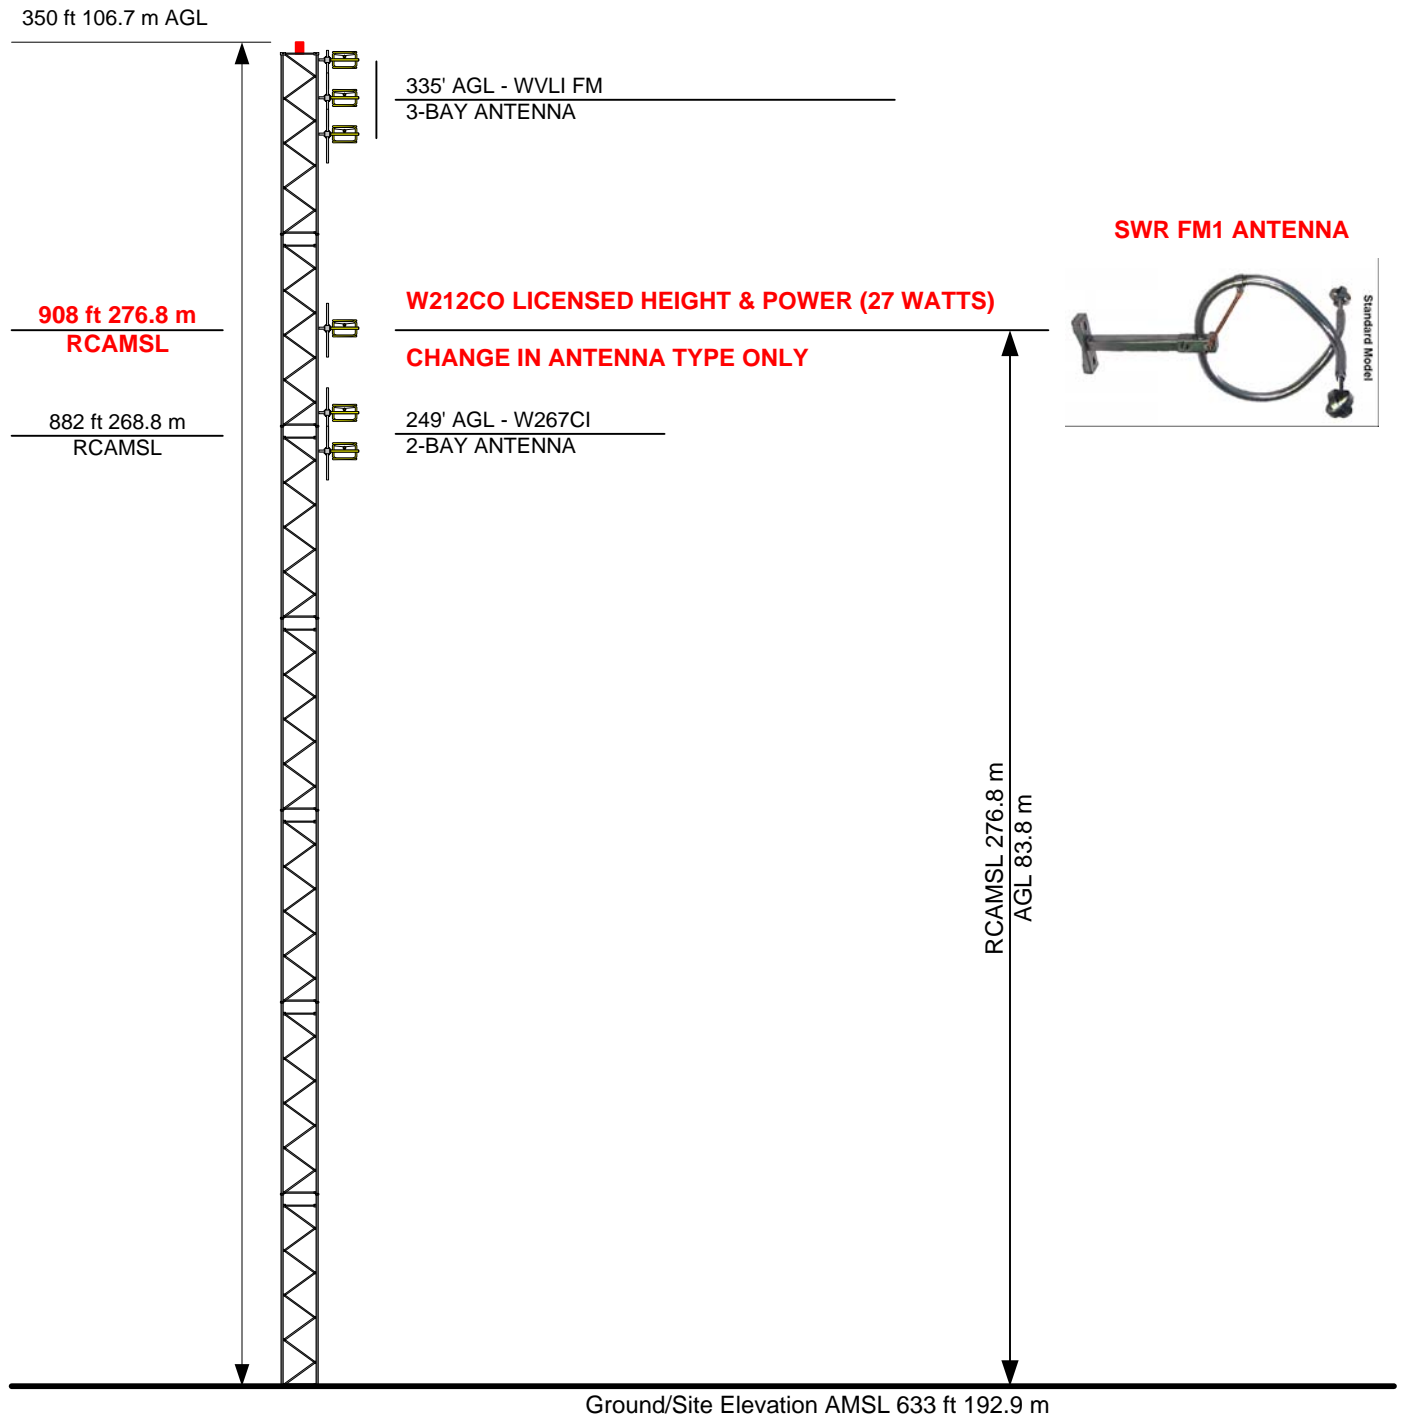 350 ft 106.7 m AGL
335' AGL - WVLI FM
3-BAY ANTENNA
SWR FM1 ANTENNA
Standard Model
W212CO LICENSED HEIGHT & POWER (27 WATTS)
908 ft 276.8 m
RCAMSL
CHANGE IN ANTENNA TYPE ONLY
882 ft 268.8 m
RCAMSL
249' AGL - W267CI
2-BAY ANTENNA
RCAMSL 276.8 m
AGL 83.8 m
Ground/Site Elevation AMSL 633 ft 192.9 m